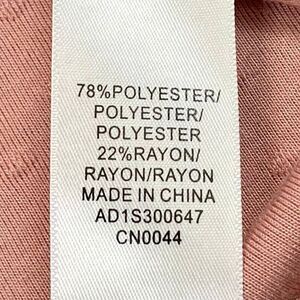 78%POLYESTER/
POLYESTER/
POLYESTER
22%RAYON/
RAYON/RAYON
MADE IN CHINA
AD1S300647
CN0044